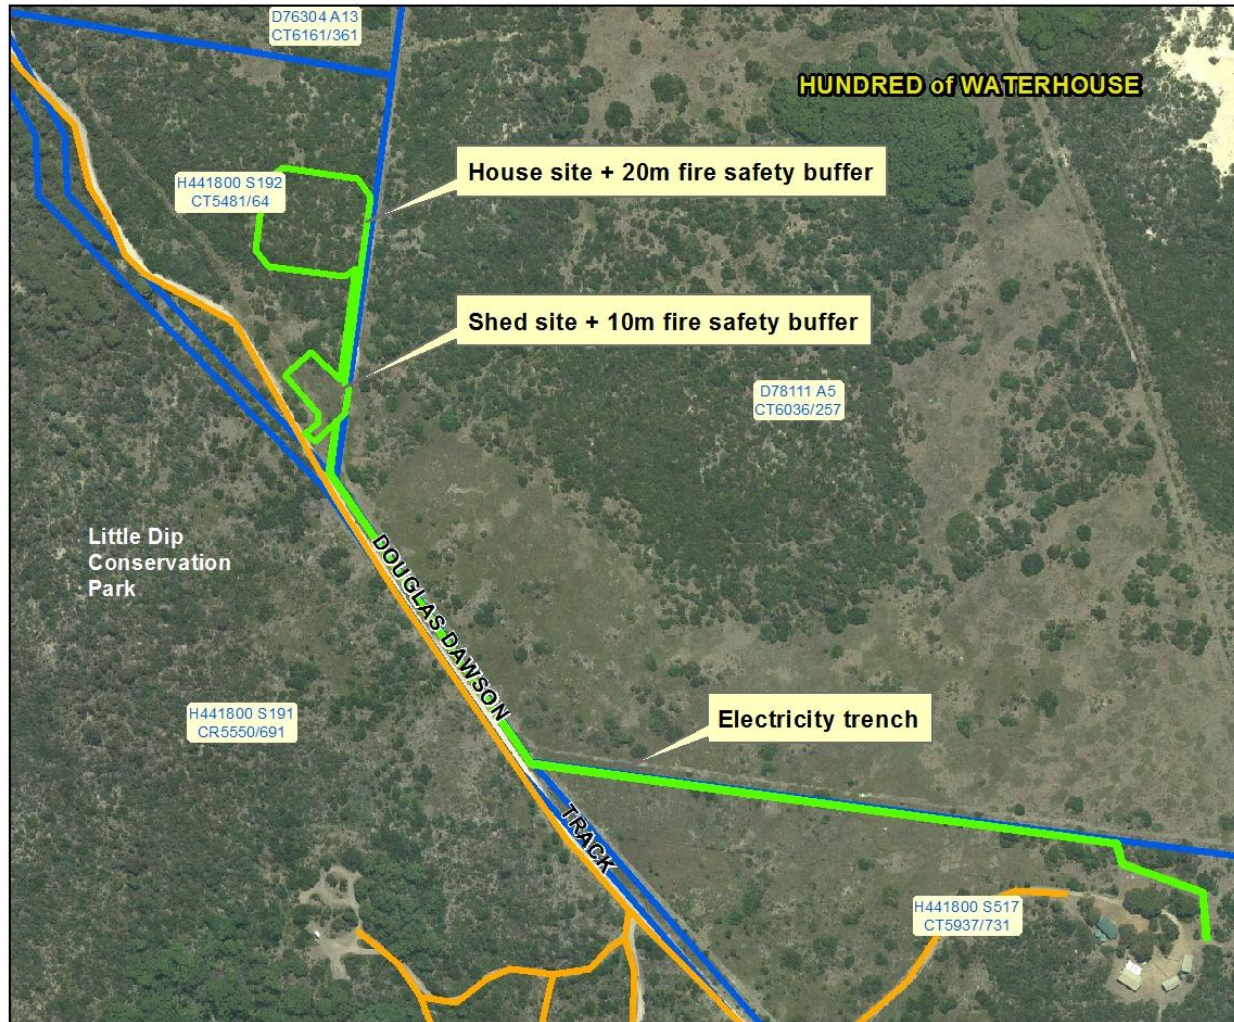 D76304 A13
CT6161/361
HUNDRED of WATERHOUSE
House site + 20m fire safety buffer
H441800 S192
CT5481/64
Shed site + 10m fire safety buffer
D78111 A5
CT6036/257
Little Dip
Conservation
Park
DOUGLAS DAWSON
TRACK
H441800 S191
CR5550/691
Electricity trench
H441800 S517
CT5937/731